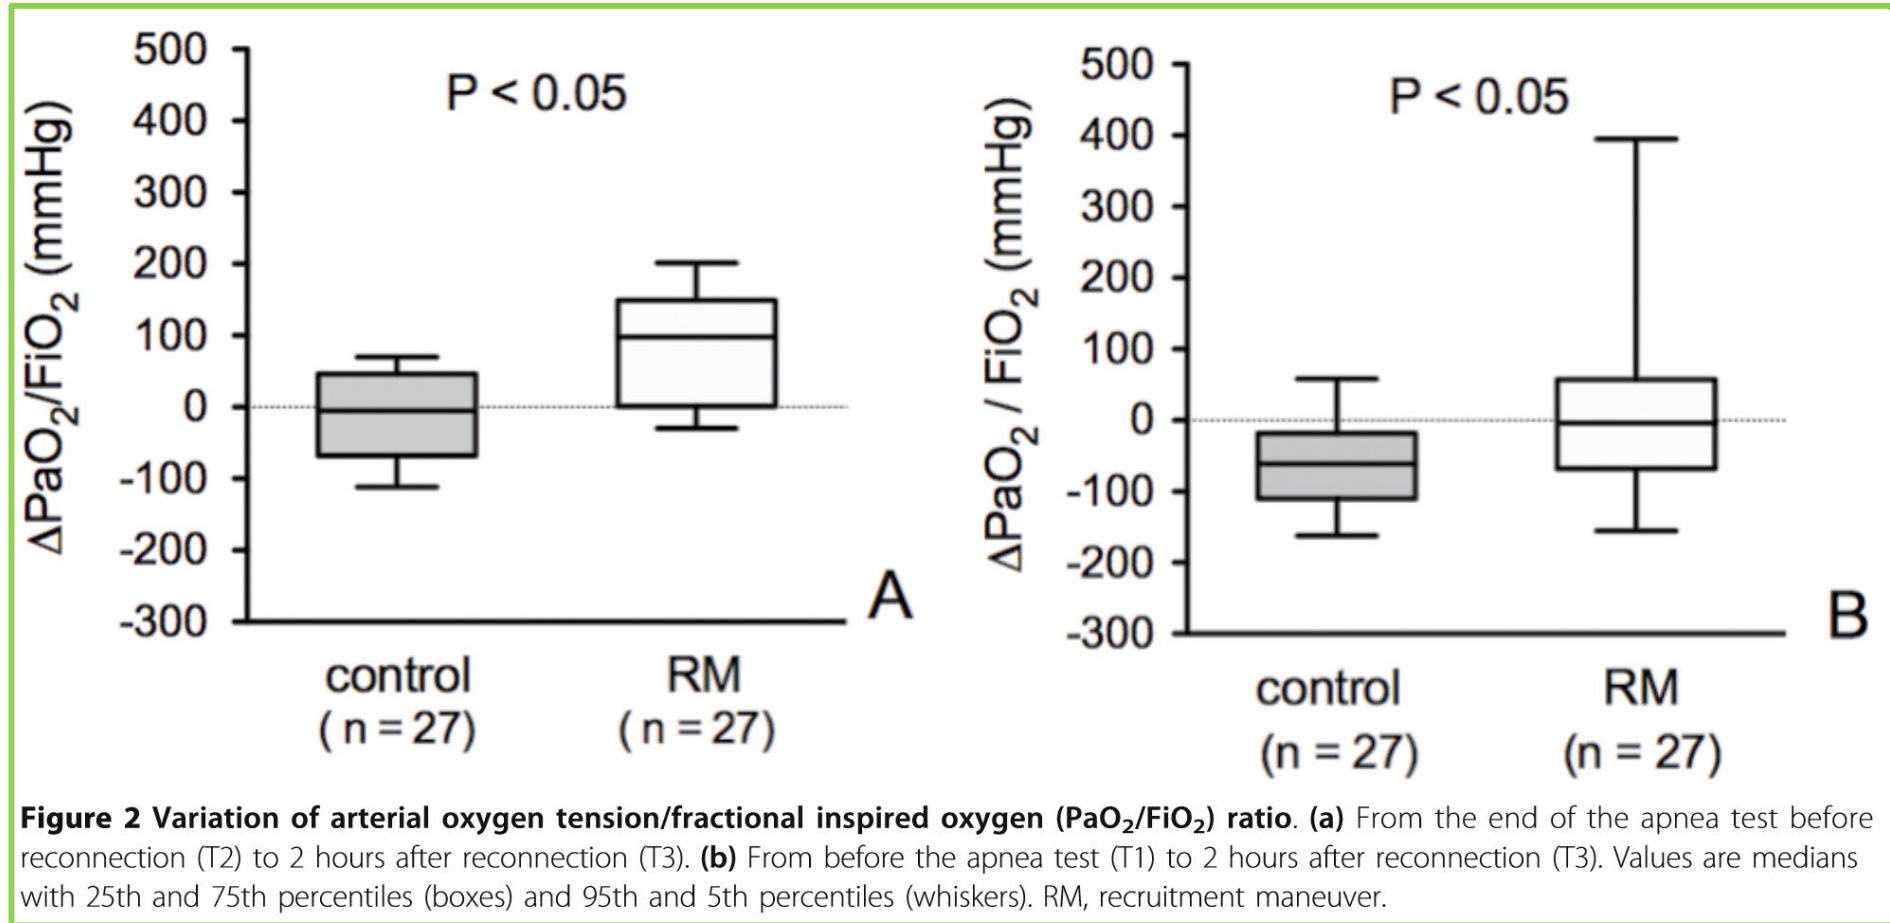 500
400
300
200
100
0
-100
-200
-300
ΔPaO₂/FiO₂ (mmHg)
P < 0.05
A
control
RM
( n = 27)
( n = 27)
500
400
300
200
100
0
-100
-200
-300
ΔPaO₂ / FiO₂ (mmHg)
P < 0.05
B
control
RM
(n = 27)
(n = 27)
Figure 2 Variation of arterial oxygen tension/fractional inspired oxygen (PaO₂/FiO₂) ratio. (a) From the end of the apnea test before
reconnection (T2) to 2 hours after reconnection (T3). (b) From before the apnea test (T1) to 2 hours after reconnection (T3). Values are medians
with 25th and 75th percentiles (boxes) and 95th and 5th percentiles (whiskers). RM, recruitment maneuver.